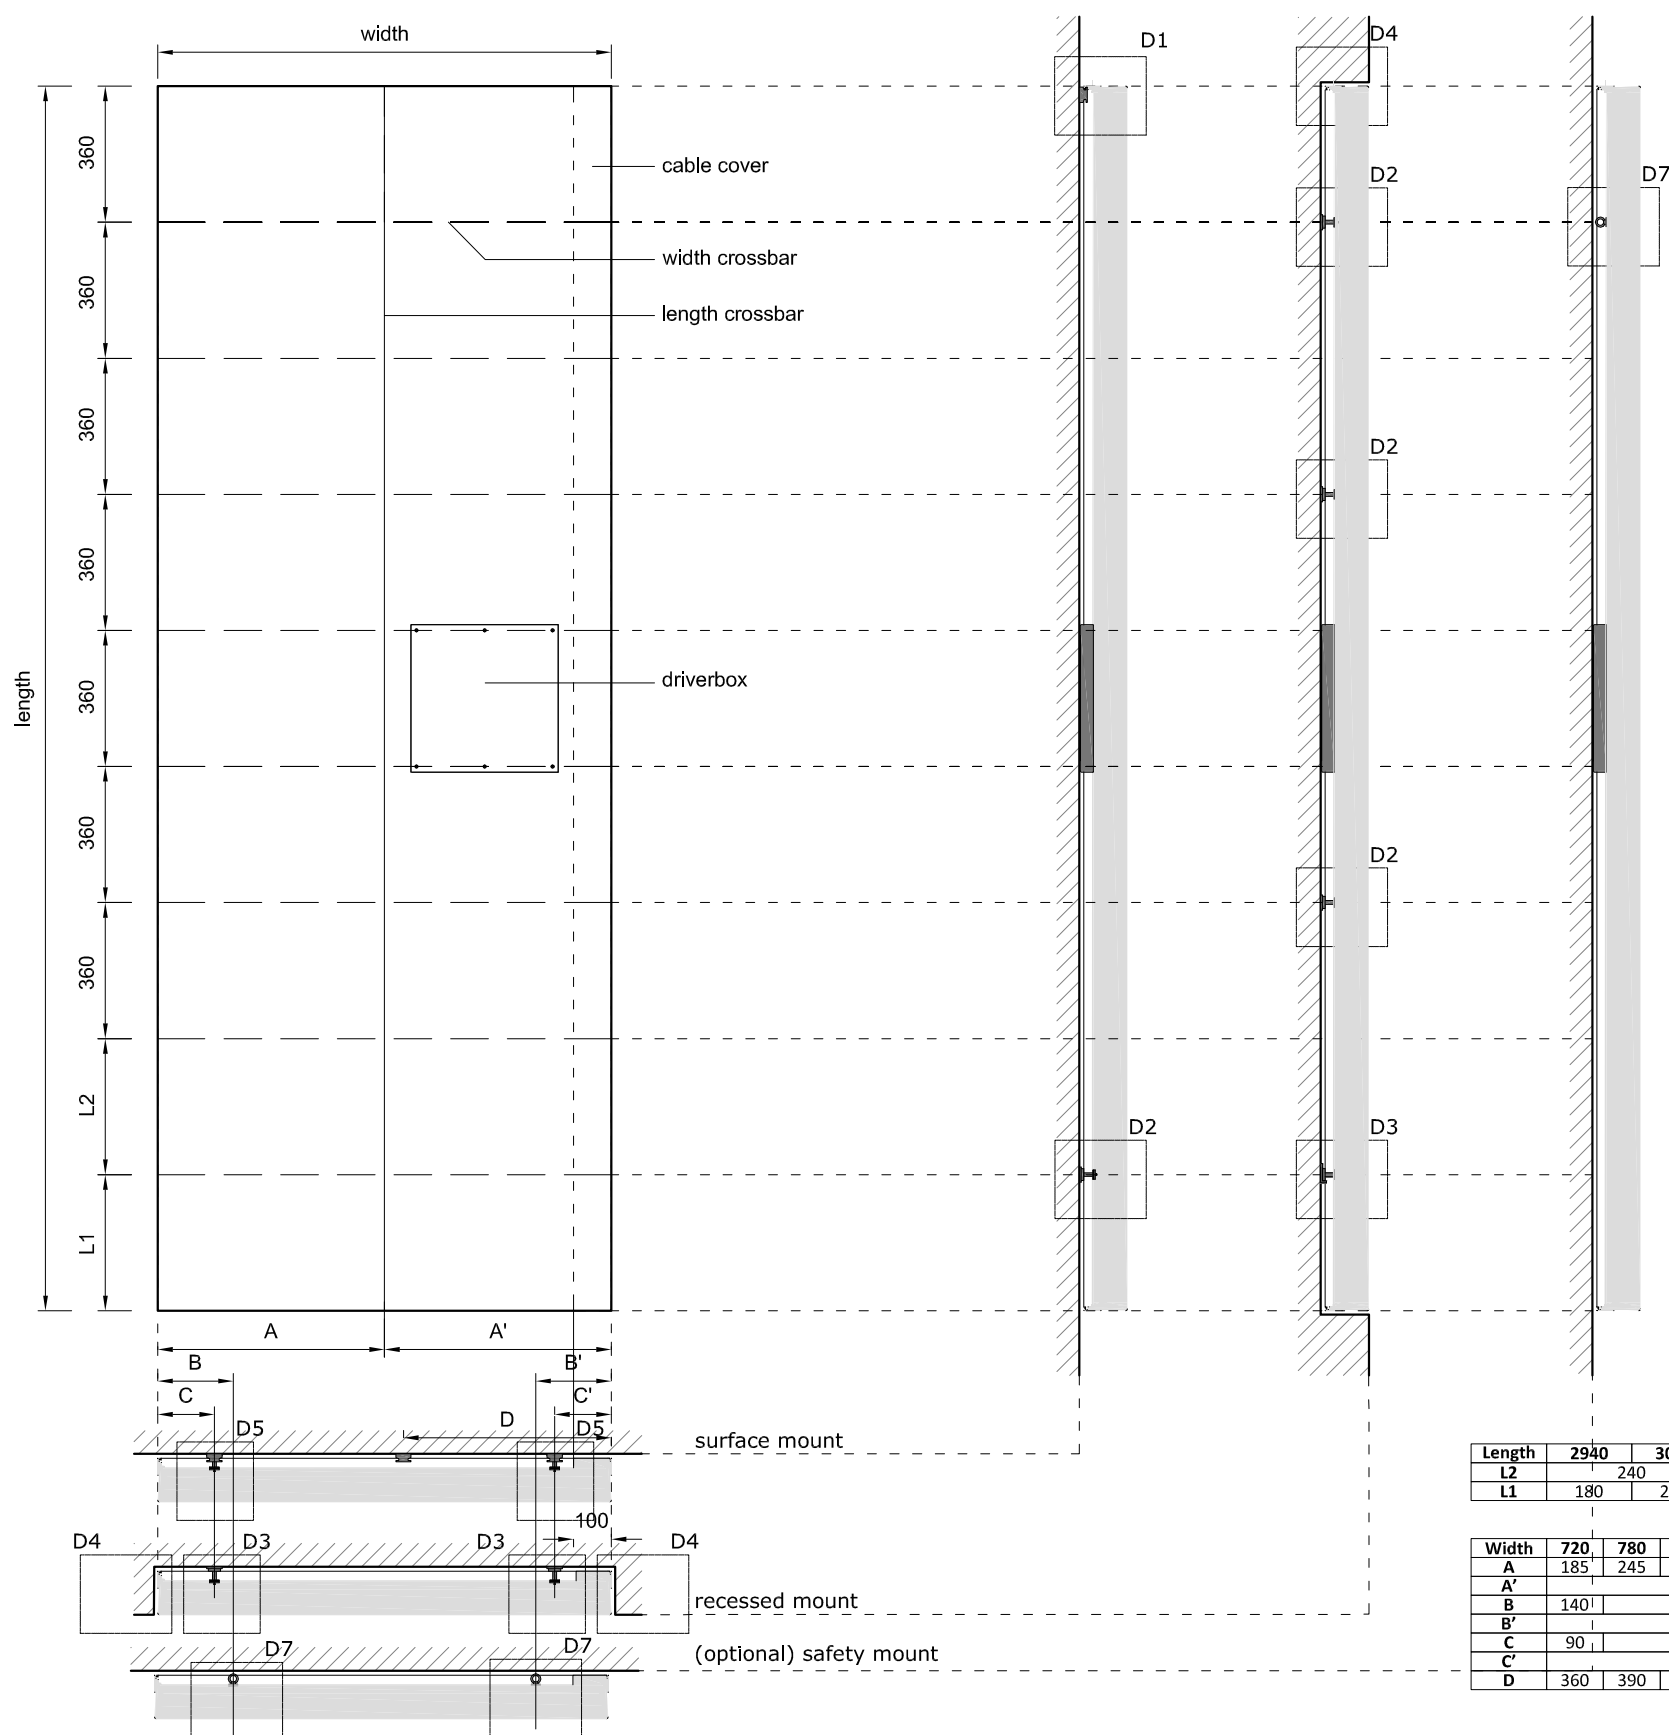 width
D1
D4
360
cable cover
D2
D7
360
width crossbar
length crossbar
360
D2
360
length
360
driverbox
360
D2
360
L2
D2
D3
L1
A
A'
B
B'
C
C'
D5
D
D5
surface mount
100
D4
D3
D3
D4
recessed mount
D7
D7
(optional) safety mount
Length 2940
L2 240
L1 180
Width 720 780
A 185 245
A'
B 140
B'
C 90
C'
D 360 390